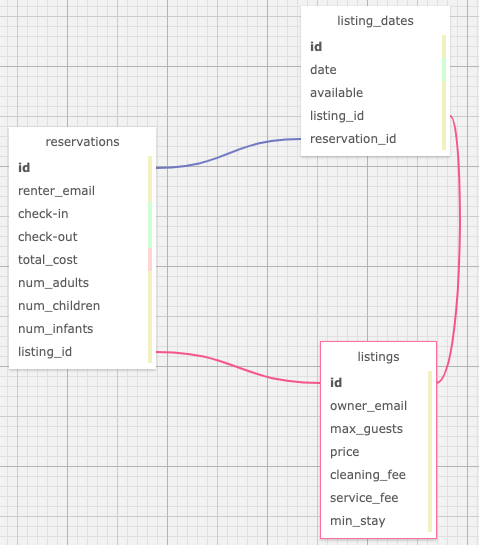 listing_dates
id
date
available
listing_id
reservation_id
reservations
id
renter_email
check-in
check-out
total_cost
num_adults
num_children
num_infants
listing_id
listings
id
owner_email
max_guests
price
cleaning_fee
service_fee
min_stay